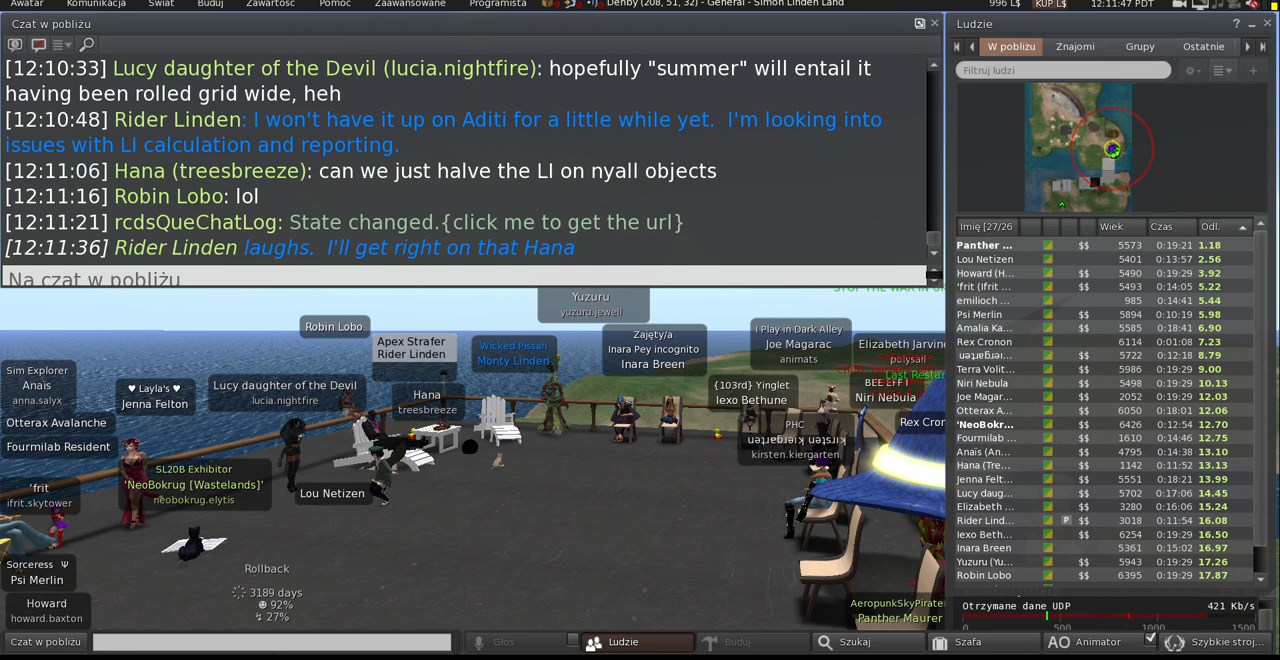 Awatar Komunikacja Świat Buduj Zawartość Pomoc Zaawansowane Programista Denby (208, 51, 32) - General - Simon Linden Land 996 L$ KUP L$ 12:11:47 PDT
Czat w pobliżu
[12:10:33] Lucy daughter of the Devil (lucia.nightfire): hopefully "summer" will entail it
having been rolled grid wide, heh
[12:10:48] Rider Linden: I won't have it up on Aditi for a little while yet. I'm looking into
issues with LI calculation and reporting.
[12:11:06] Hana (treesbreeze): can we just halve the LI on nyall objects
[12:11:16] Robin Lobo: lol
[12:11:21] rcdsQueChatLog: State changed.{click me to get the url}
[12:11:36] Rider Linden laughs. I'll get right on that Hana
Na czat w pobliżu
Yuzuru
yuzuru.jewell
Robin Lobo
Apex Strafer
Rider Linden
Wicked Pissah
Monty Linden
Zajęty/a
Inara Pey incognito
Inara Breen
I Play in Dark Alley
Joe Magarac
animats
Elizabeth Jarvin
polysail
Last Restar
Sim Explorer
Anaïs
anna.salyx
♥ Layla's ♥
Jenna Felton
Lucy daughter of the Devil
lucia.nightfire
Hana
treesbreeze
{103rd} Yinglet
Iexo Bethune
BEE EFF I
Niri Nebula
Otterax Avalanche
Fourmilab Resident
PHC
kirsten.kiergarten
Rex Cron
SL20B Exhibitor
'NeoBokrug [Wastelands]'
neobokrug.elytis
Lou Netizen
'frit
ifrit.skytower
Sorceress Ψ
Psi Merlin
Howard
howard.baxton
Rollback
3189 days
☻ 92%
↯ 27%
AeropunkSkyPirate
Panther Maurer
Czat w pobliżu
Głos
Ludzie
Buduj
Szukaj
Szafa
AO Animator
Szybkie stroj...
Ludzie
? _ ×
W pobliżu Znajomi Grupy Ostatnie
Filtruj ludzi
Imię [27/26 Wiek Czas Odl.
Panther ... $$ 5573 0:19:21 1.18
Lou Netizen 5401 0:13:57 2.56
Howard (H... $$ 5490 0:19:29 3.92
'frit (Ifrit ... $$ 5493 0:14:05 5.22
emilioch ... 985 0:14:41 5.44
Psi Merlin $$ 5894 0:10:19 5.98
Amalia Ka... $$ 5585 0:18:41 6.90
Rex Cronon 6114 0:01:08 7.23
$$ 5722 0:12:18 8.79
Terra Volit... $$ 5986 0:19:29 9.00
Niri Nebula $$ 5498 0:19:29 10.13
Joe Magar... $$ 2052 0:19:29 12.03
Otterax A... $$ 6050 0:18:01 12.06
'NeoBokr... $$ 6426 0:12:54 12.70
Fourmilab ... $$ 1610 0:14:46 12.75
Anaïs (An... $$ 4795 0:14:38 13.10
Hana (Tre... $$ 1142 0:11:52 13.13
Jenna Felt... $$ 5551 0:18:21 13.99
Lucy daug... $$ 5702 0:17:06 14.45
Elizabeth ... $$ 3280 0:16:06 15.24
Rider Lind... P $$ 3018 0:11:54 16.08
Iexo Beth... $$ 6254 0:19:29 16.50
Inara Breen 5361 0:15:02 16.97
Yuzuru (Yu... $$ 5943 0:19:29 17.26
Robin Lobo $$ 6395 0:19:29 17.87
Otrzymane dane UDP 421 Kb/s
0 500 1000 1500